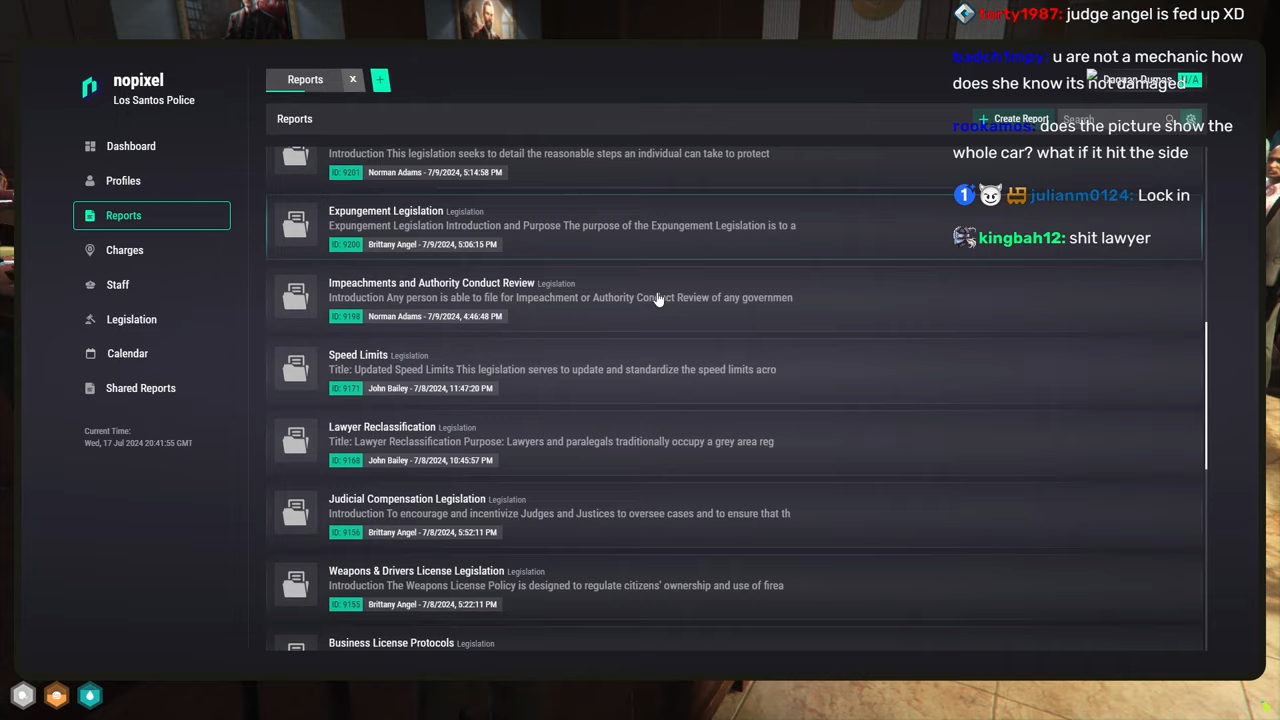 torty1987: judge angel is fed up XD
badch1mpy: u are not a mechanic how
does she know its not damaged
rookamos: does the picture show the
whole car? what if it hit the side
1 julianm0124: Lock in
kingbah12: shit lawyer
nopixel
Los Santos Police
Dashboard
Profiles
Reports
Charges
Staff
Legislation
Calendar
Shared Reports
Current Time:
Wed, 17 Jul 2024 20:41:55 GMT
Reports x +
Reports
+ Create Report Search
Introduction This legislation seeks to detail the reasonable steps an individual can take to protect
ID: 9201 Norman Adams - 7/9/2024, 5:14:58 PM
Expungement Legislation Legislation
Expungement Legislation Introduction and Purpose The purpose of the Expungement Legislation is to a
ID: 9200 Brittany Angel - 7/9/2024, 5:06:15 PM
Impeachments and Authority Conduct Review Legislation
Introduction Any person is able to file for Impeachment or Authority Conduct Review of any governmen
ID: 9198 Norman Adams - 7/9/2024, 4:46:48 PM
Speed Limits Legislation
Title: Updated Speed Limits This legislation serves to update and standardize the speed limits acro
ID: 9171 John Bailey - 7/8/2024, 11:47:20 PM
Lawyer Reclassification Legislation
Title: Lawyer Reclassification Purpose: Lawyers and paralegals traditionally occupy a grey area reg
ID: 9168 John Bailey - 7/8/2024, 10:45:57 PM
Judicial Compensation Legislation Legislation
Introduction To encourage and incentivize Judges and Justices to oversee cases and to ensure that th
ID: 9156 Brittany Angel - 7/8/2024, 5:52:11 PM
Weapons & Drivers License Legislation Legislation
Introduction The Weapons License Policy is designed to regulate citizens' ownership and use of firea
ID: 9155 Brittany Angel - 7/8/2024, 5:22:11 PM
Business License Protocols Legislation